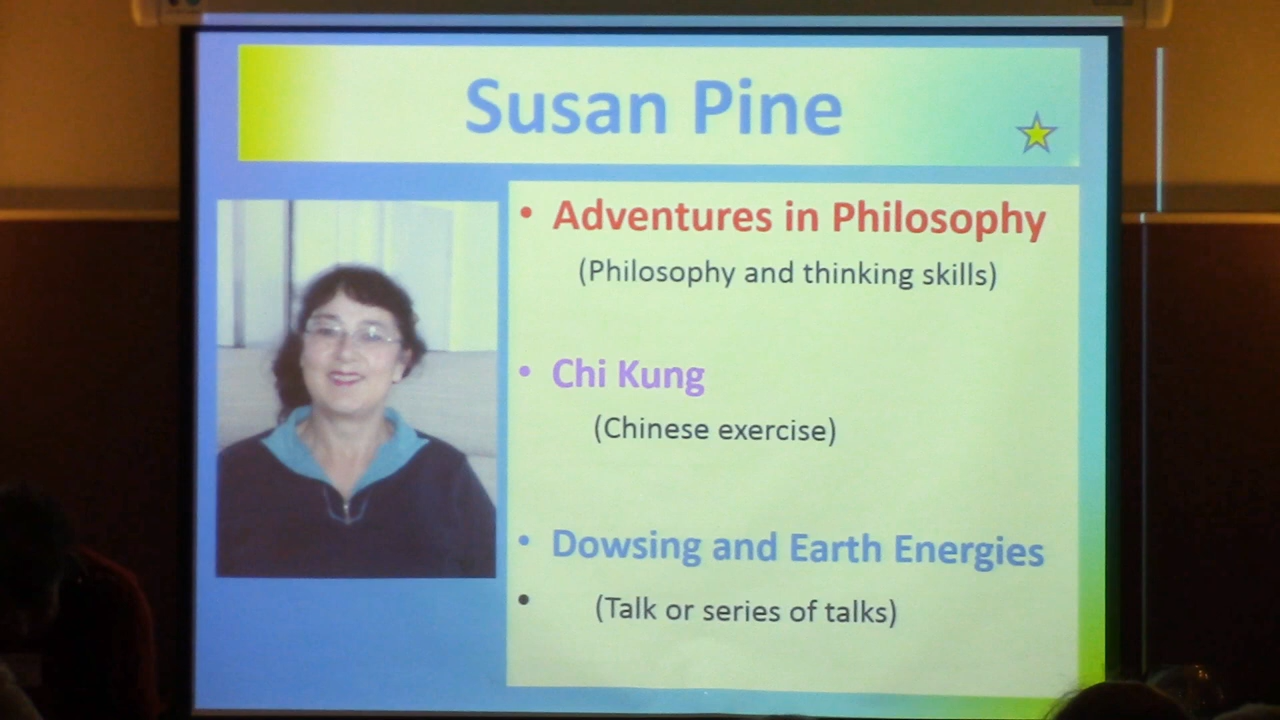 Susan Pine
• Adventures in Philosophy
(Philosophy and thinking skills)
• Chi Kung
(Chinese exercise)
• Dowsing and Earth Energies
• (Talk or series of talks)